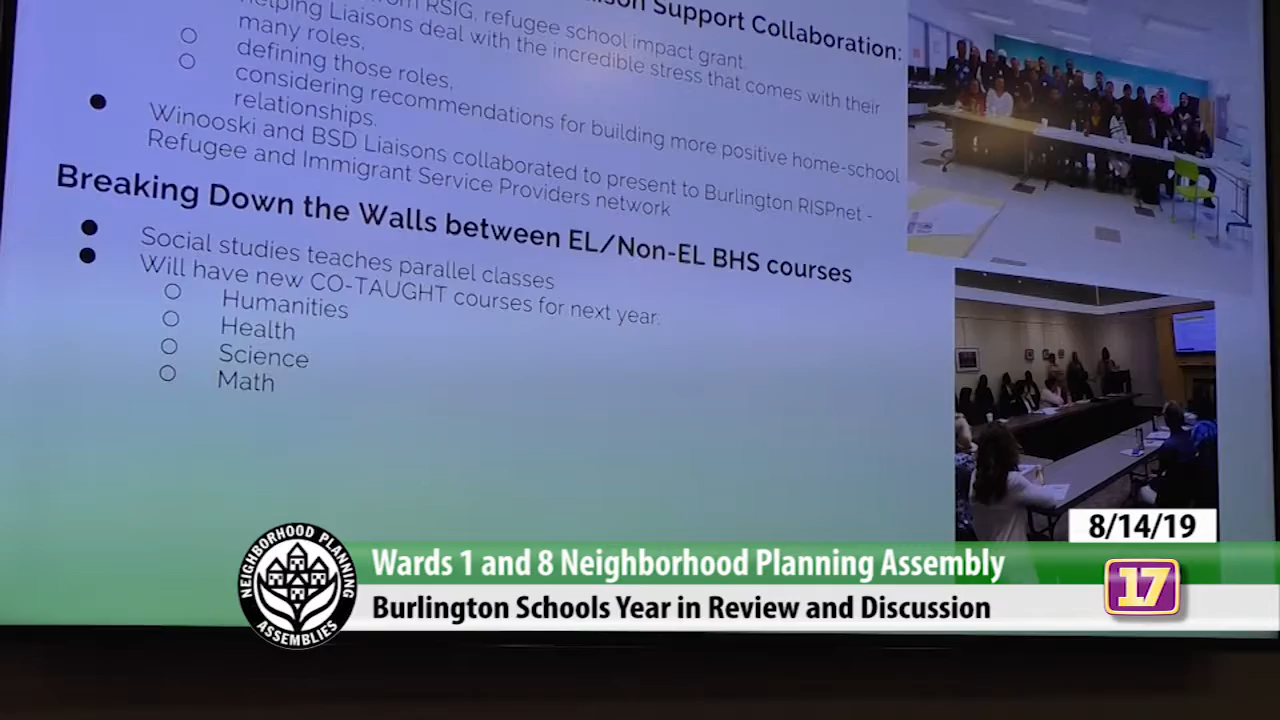 Support Collaboration:
RSIG, refugee school impact grant.
helping Liaisons deal with the incredible stress that comes with their
many roles,
defining those roles,
considering recommendations for building more positive home-school
relationships.
Winooski and BSD Liaisons collaborated to present to Burlington RISPnet -
Refugee and Immigrant Service Providers network
Breaking Down the Walls between EL/Non-EL BHS courses
Social studies teaches parallel classes
Will have new CO-TAUGHT courses for next year:
Humanities
Health
Science
Math
8/14/19
NEIGHBORHOOD PLANNING
ASSEMBLIES
Wards 1 and 8 Neighborhood Planning Assembly
17
Burlington Schools Year in Review and Discussion